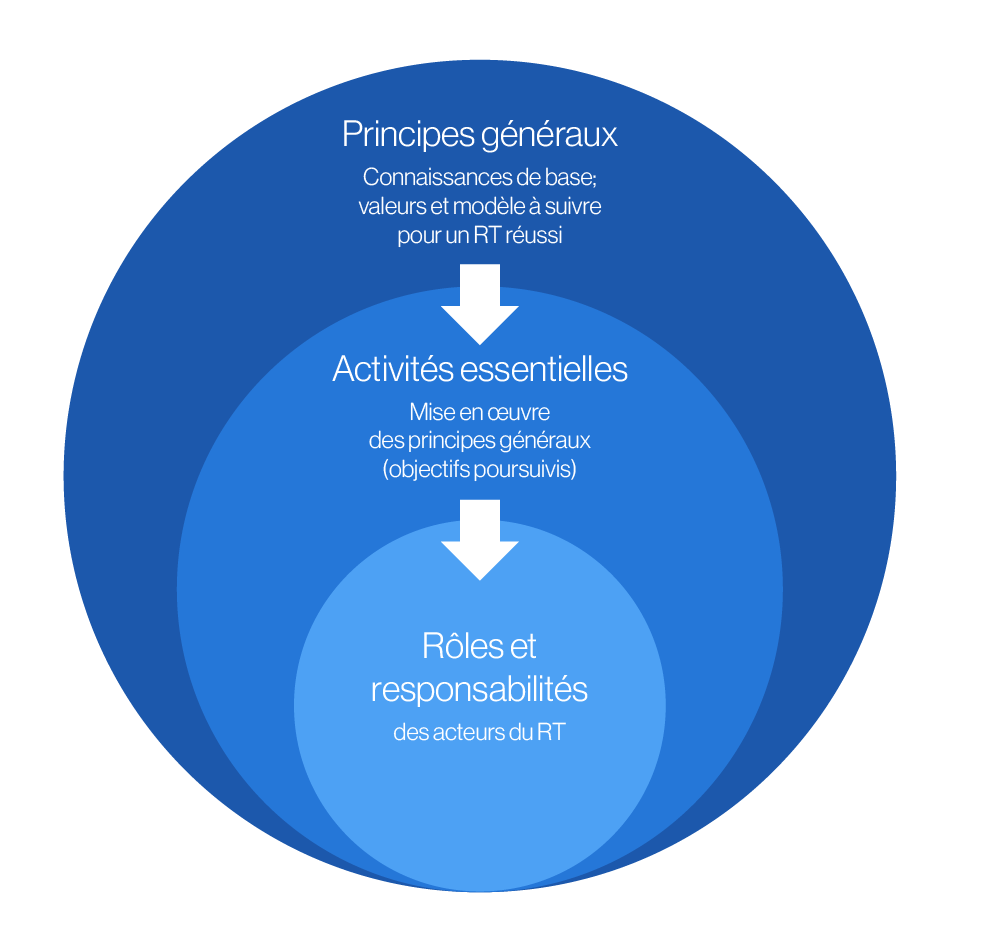 Principes généraux
Connaissances de base;
valeurs et modèle à suivre
pour un RT réussi
Activités essentielles
Mise en œuvre
des principes généraux
(objectifs poursuivis)
Rôles et
responsabilités
des acteurs du RT